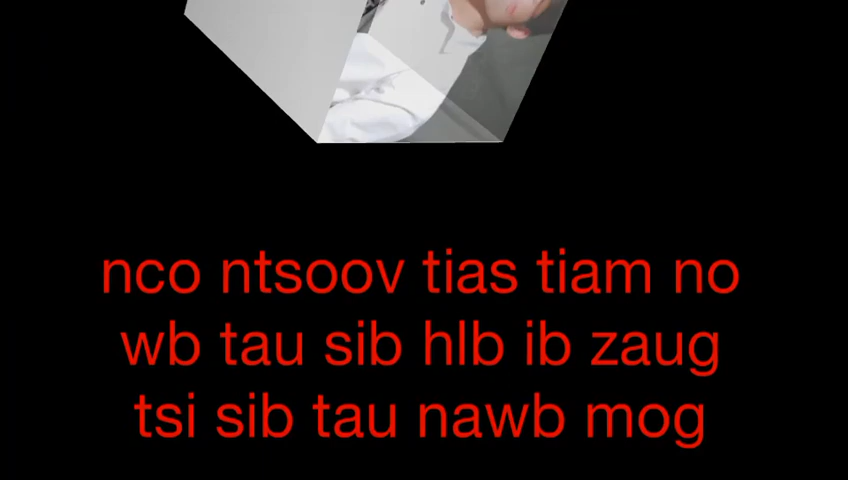 nco ntsoov tias tiam no
wb tau sib hlb ib zaug
tsi sib tau nawb mog